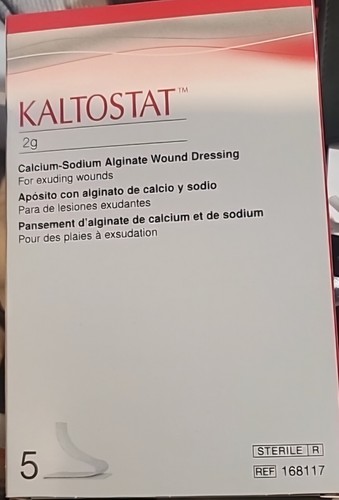 KALTOSTAT™
2g
Calcium-Sodium Alginate Wound Dressing
For exuding wounds
Apósito con alginato de calcio y sodio
Para de lesiones exudantes
Pansement d'alginate de calcium et de sodium
Pour des plaies à exsudation
STERILE R
5
REF 168117